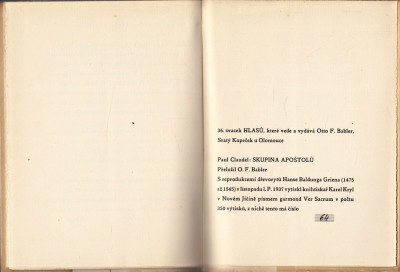 36. svazek HLASŮ, které vede a vydává Otto F. Babler,
Svatý Kopeček u Olomouce
Paul Claudel: SKUPINA APOŠTOLŮ
Přeložil O. F. Babler
S reprodukcemi dřevorytů Hanse Baldunga Griena (1475
až 1545) v listopadu l. P. 1937 vytiskl knihtiskař Karel Kryl
v Novém Jičíně písmem garmond Ver Sacrum v počtu
350 výtisků, z nichž tento má číslo
64